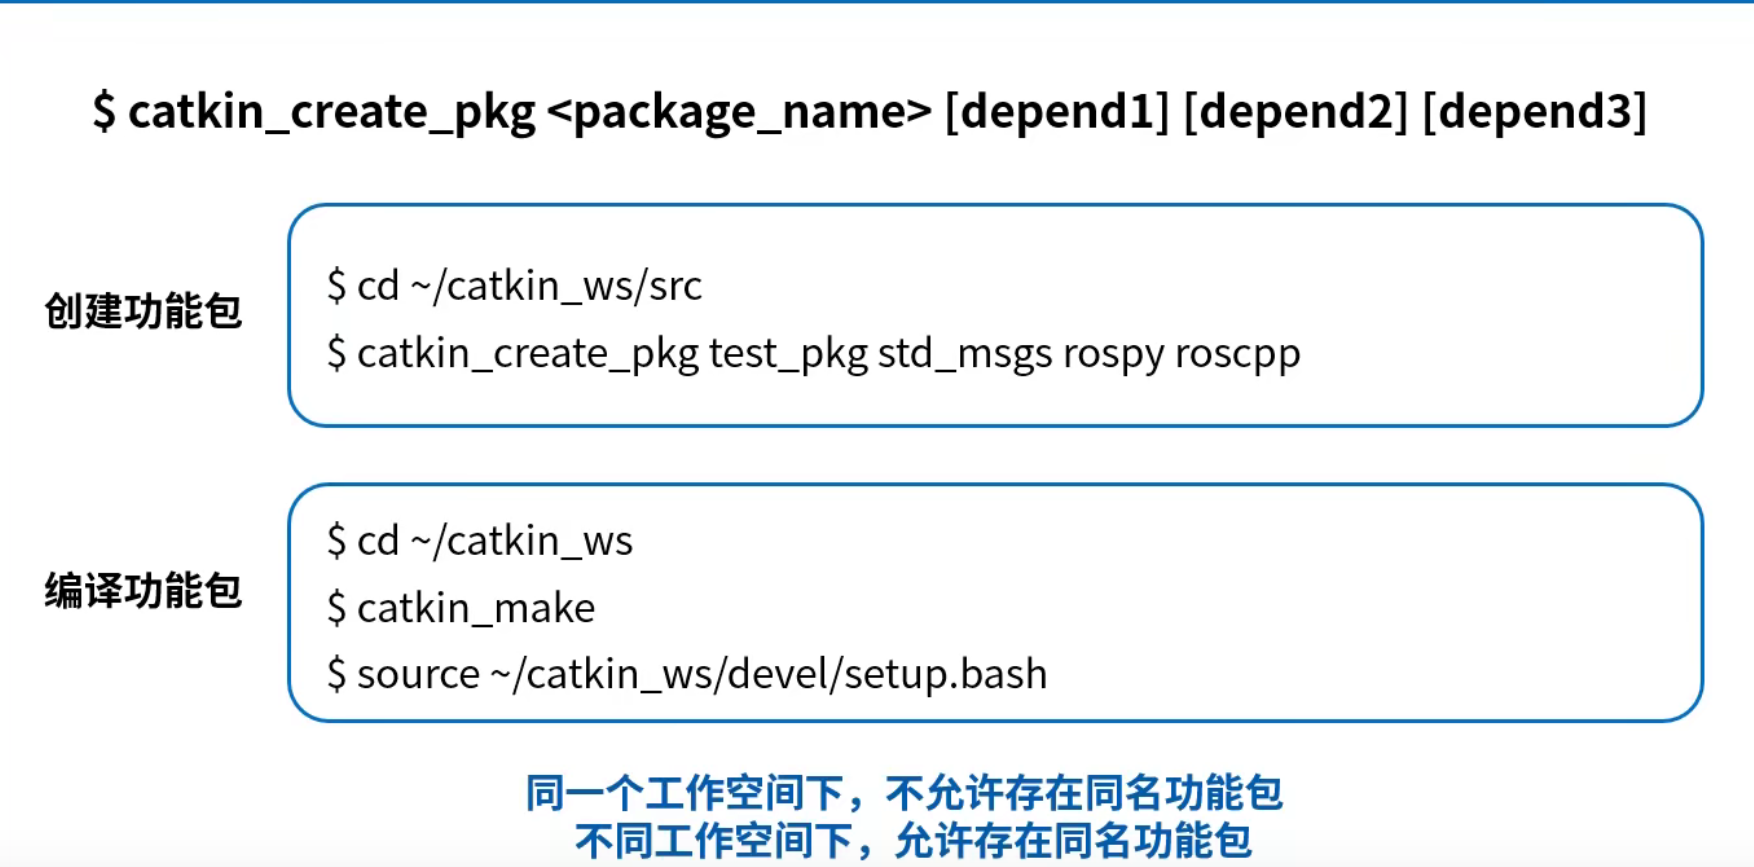 $ catkin_create_pkg <package_name> [depend1] [depend2] [depend3]
创建功能包
$ cd ~/catkin_ws/src
$ catkin_create_pkg test_pkg std_msgs rospy roscpp
编译功能包
$ cd ~/catkin_ws
$ catkin_make
$ source ~/catkin_ws/devel/setup.bash
同一个工作空间下，不允许存在同名功能包
不同工作空间下，允许存在同名功能包